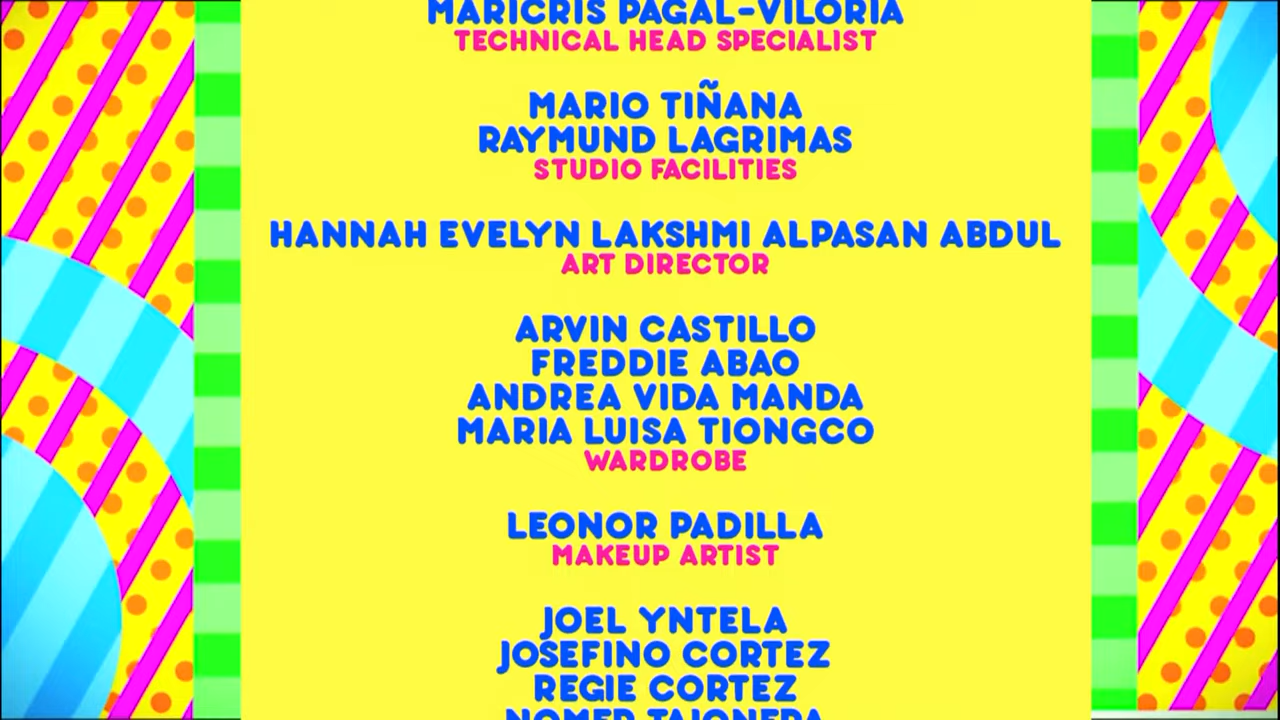 MARICRIS PAGAL-VILORIA
TECHNICAL HEAD SPECIALIST
MARIO TIÑANA
RAYMUND LAGRIMAS
STUDIO FACILITIES
HANNAH EVELYN LAKSHMI ALPASAN ABDUL
ART DIRECTOR
ARVIN CASTILLO
FREDDIE ABAO
ANDREA VIDA MANDA
MARIA LUISA TIONGCO
WARDROBE
LEONOR PADILLA
MAKEUP ARTIST
JOEL YNTELA
JOSEFINO CORTEZ
REGIE CORTEZ